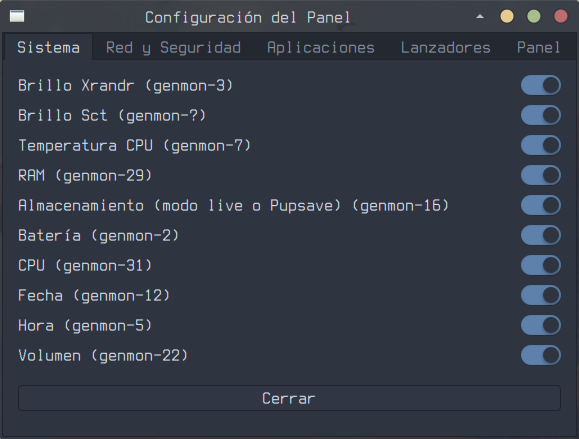 Configuración del Panel
Sistema Red y Seguridad Aplicaciones Lanzadores Panel
Brillo Xrandr (genmon-3)
Brillo Sct (genmon-?)
Temperatura CPU (genmon-7)
RAM (genmon-29)
Almacenamiento (modo live o Pupsave) (genmon-16)
Batería (genmon-2)
CPU (genmon-31)
Fecha (genmon-12)
Hora (genmon-5)
Volumen (genmon-22)
Cerrar